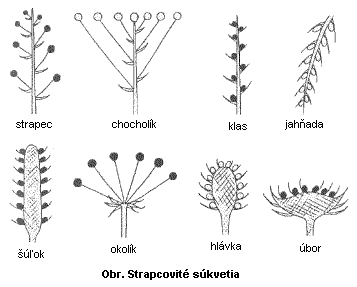 strapec
chocholík
klas
jahňada
šúľok
okolík
hlávka
úbor
Obr. Strapcovité súkvetia